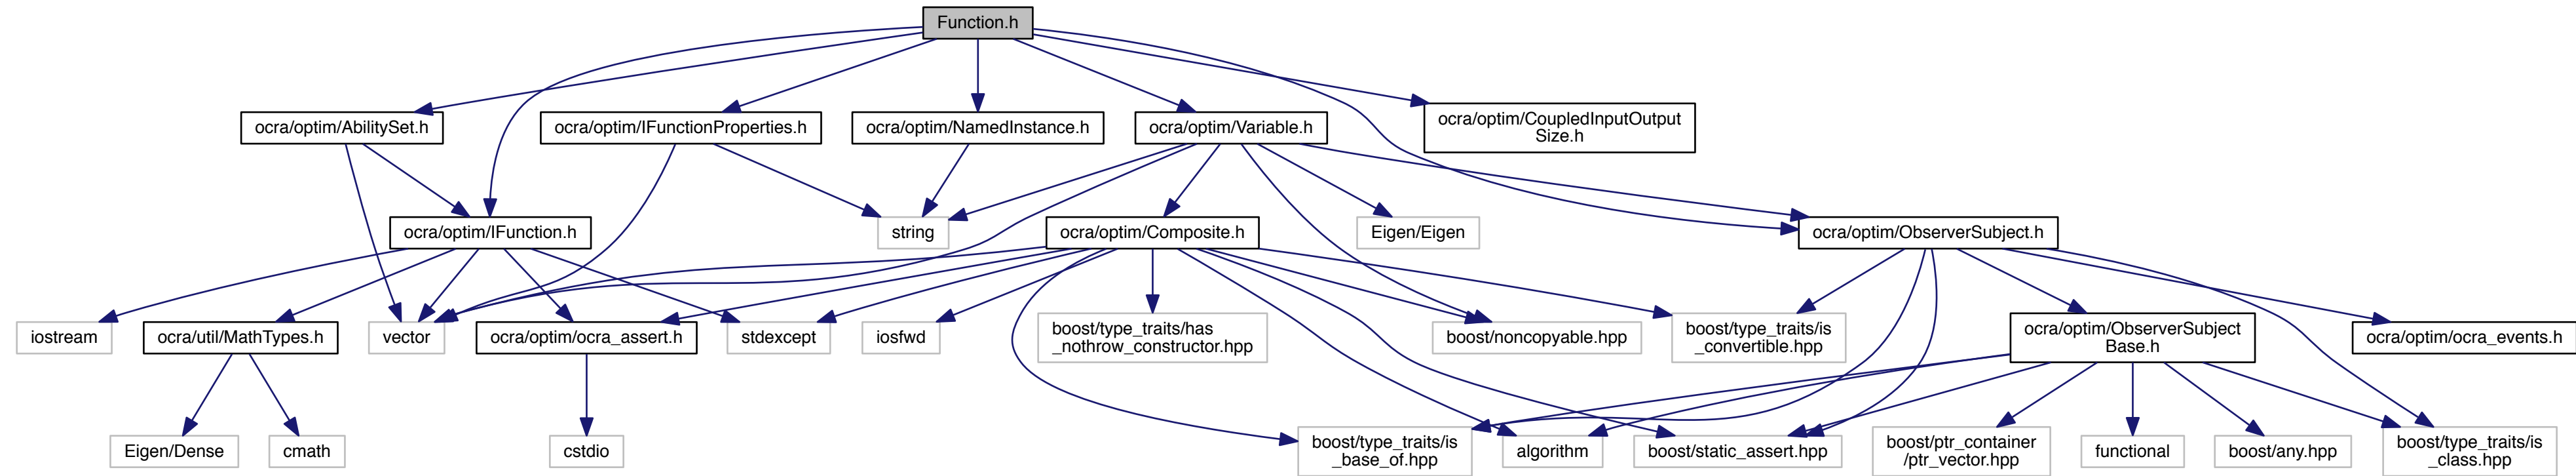 Function.h
ocra/optim/AbilitySet.h
ocra/optim/IFunctionProperties.h
ocra/optim/NamedInstance.h
ocra/optim/Variable.h
ocra/optim/CoupledInputOutput
Size.h
ocra/optim/IFunction.h
string
ocra/optim/Composite.h
Eigen/Eigen
ocra/optim/ObserverSubject.h
iostream
ocra/util/MathTypes.h
vector
ocra/optim/ocra_assert.h
stdexcept
iosfwd
boost/type_traits/has
_nothrow_constructor.hpp
boost/noncopyable.hpp
boost/type_traits/is
_convertible.hpp
ocra/optim/ObserverSubject
Base.h
ocra/optim/ocra_events.h
Eigen/Dense
cmath
cstdio
boost/type_traits/is
_base_of.hpp
algorithm
boost/static_assert.hpp
boost/ptr_container
/ptr_vector.hpp
functional
boost/any.hpp
boost/type_traits/is
_class.hpp